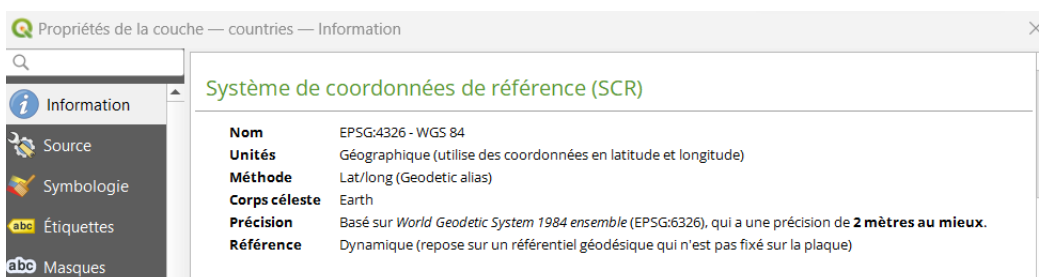 Propriétés de la couche — countries — Information
Information
Source
Symbologie
abc Étiquettes
abc Masques
Système de coordonnées de référence (SCR)
Nom EPSG:4326 - WGS 84
Unités Géographique (utilise des coordonnées en latitude et longitude)
Méthode Lat/long (Geodetic alias)
Corps céleste Earth
Précision Basé sur World Geodetic System 1984 ensemble (EPSG:6326), qui a une précision de 2 mètres au mieux.
Référence Dynamique (repose sur un référentiel géodésique qui n'est pas fixé sur la plaque)